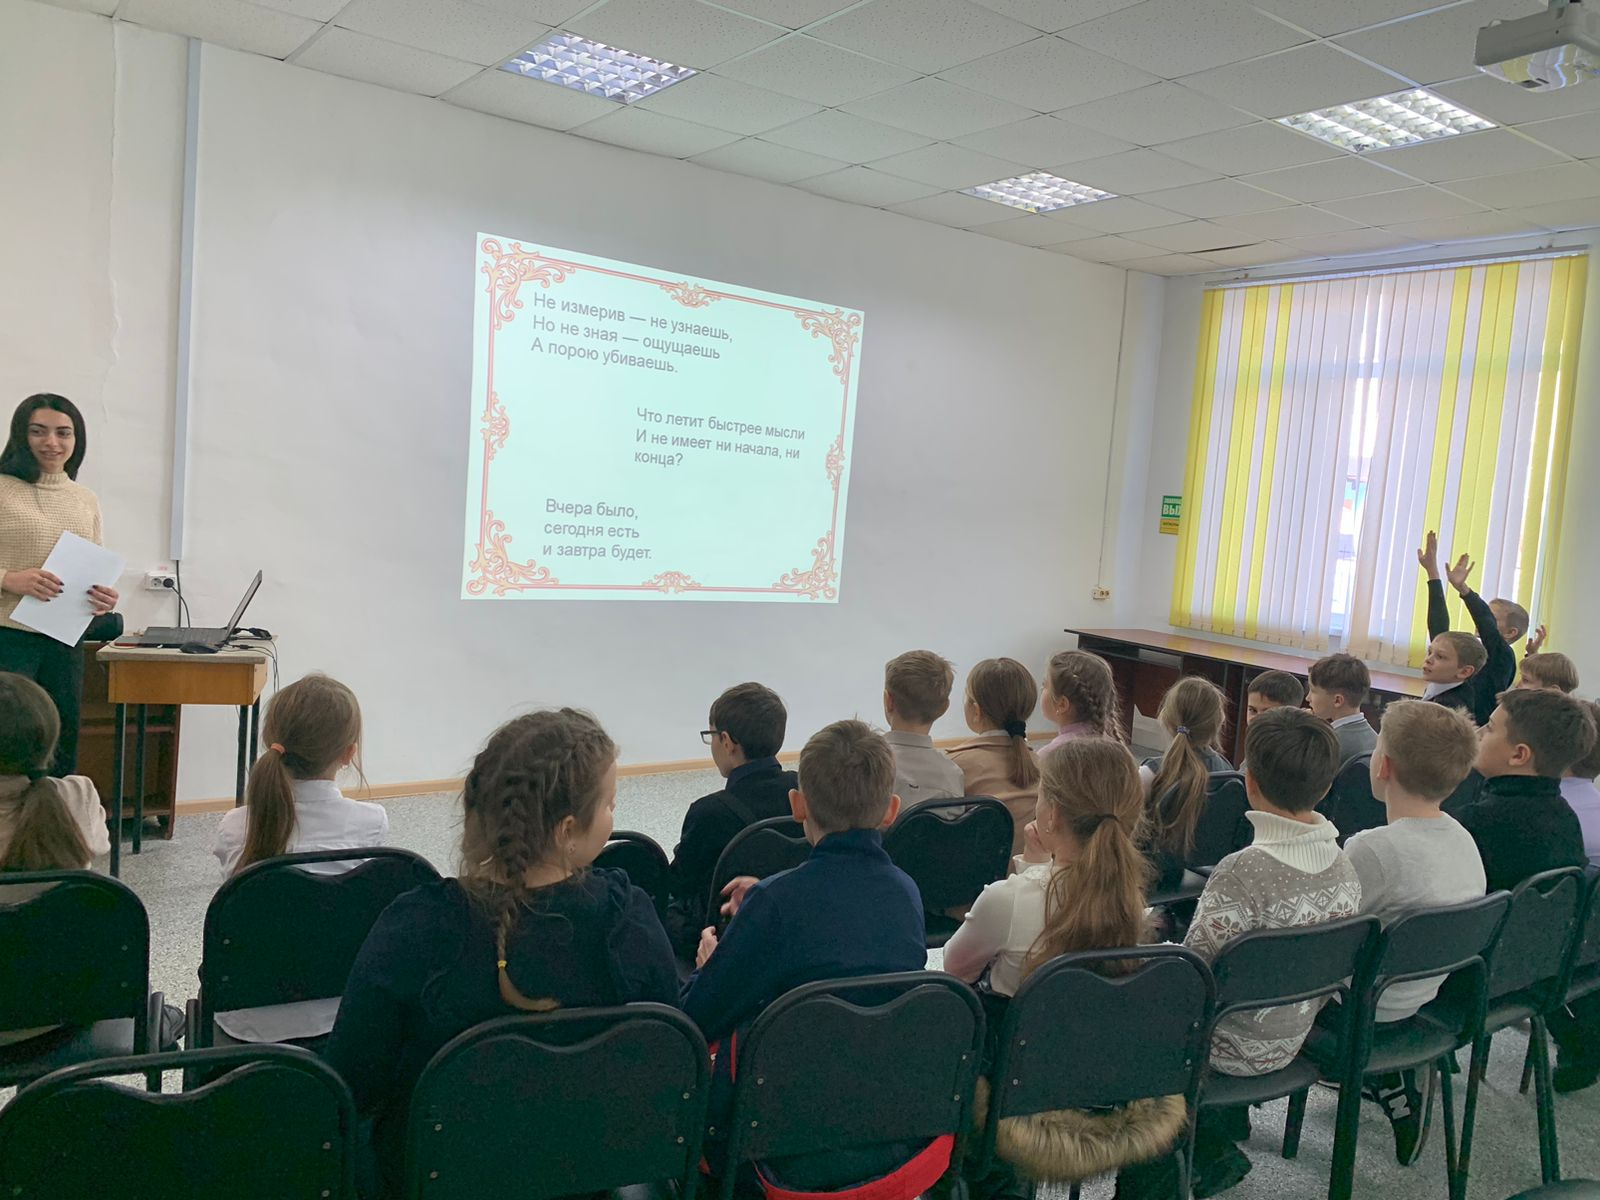 Не измерив — не узнаешь,
Но не зная — ощущаешь
А порою убиваешь.
Что летит быстрее мысли
И не имеет ни начала, ни
конца?
Вчера было,
сегодня есть
и завтра будет.